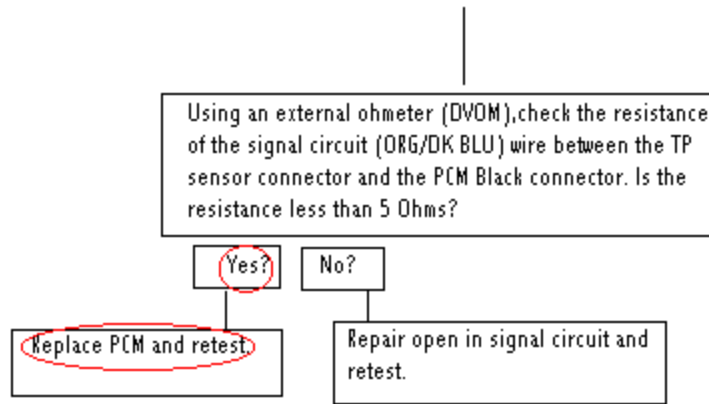 Using an external ohmeter (DVOM),check the resistance
of the signal circuit (ORG/DK BLU) wire between the TP
sensor connector and the PCM Black connector. Is the
resistance less than 5 Ohms?
Yes?
No?
Replace PCM and retest.
Repair open in signal circuit and
retest.